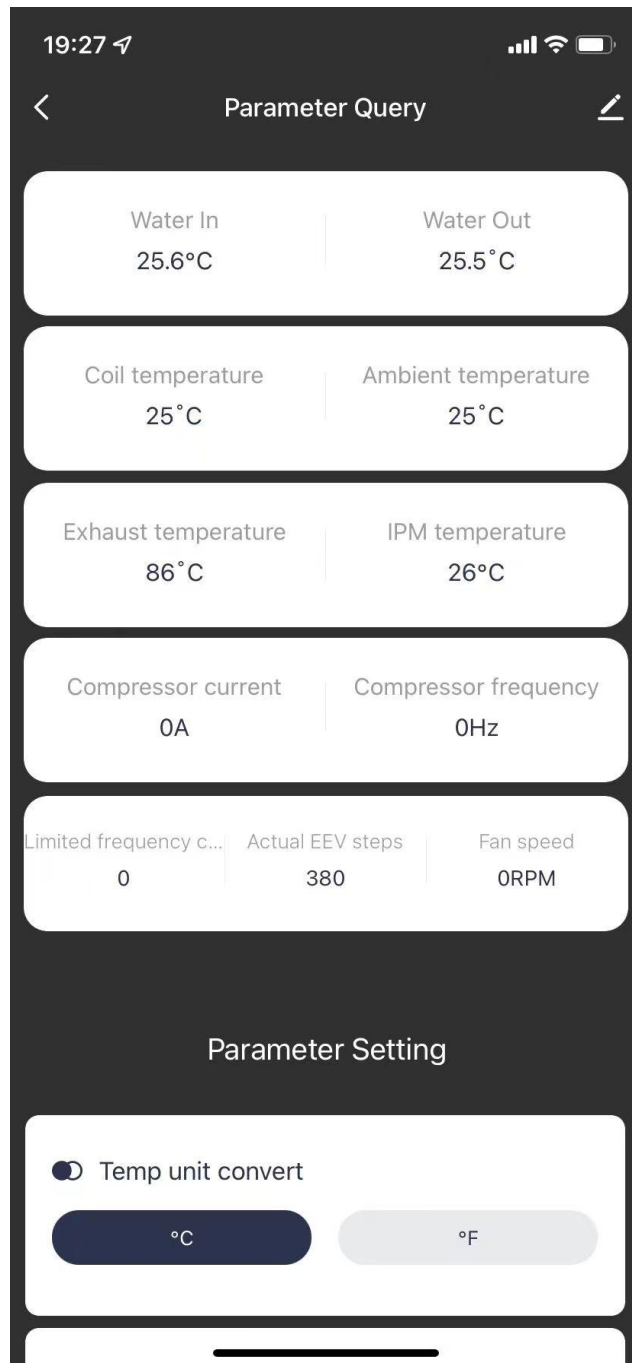 19:27
Parameter Query
Water In Water Out
25.6°C 25.5°C
Coil temperature Ambient temperature
25°C 25°C
Exhaust temperature IPM temperature
86°C 26°C
Compressor current Compressor frequency
0A 0Hz
Limited frequency c... Actual EEV steps Fan speed
0 380 0RPM
Parameter Setting
Temp unit convert
°C °F